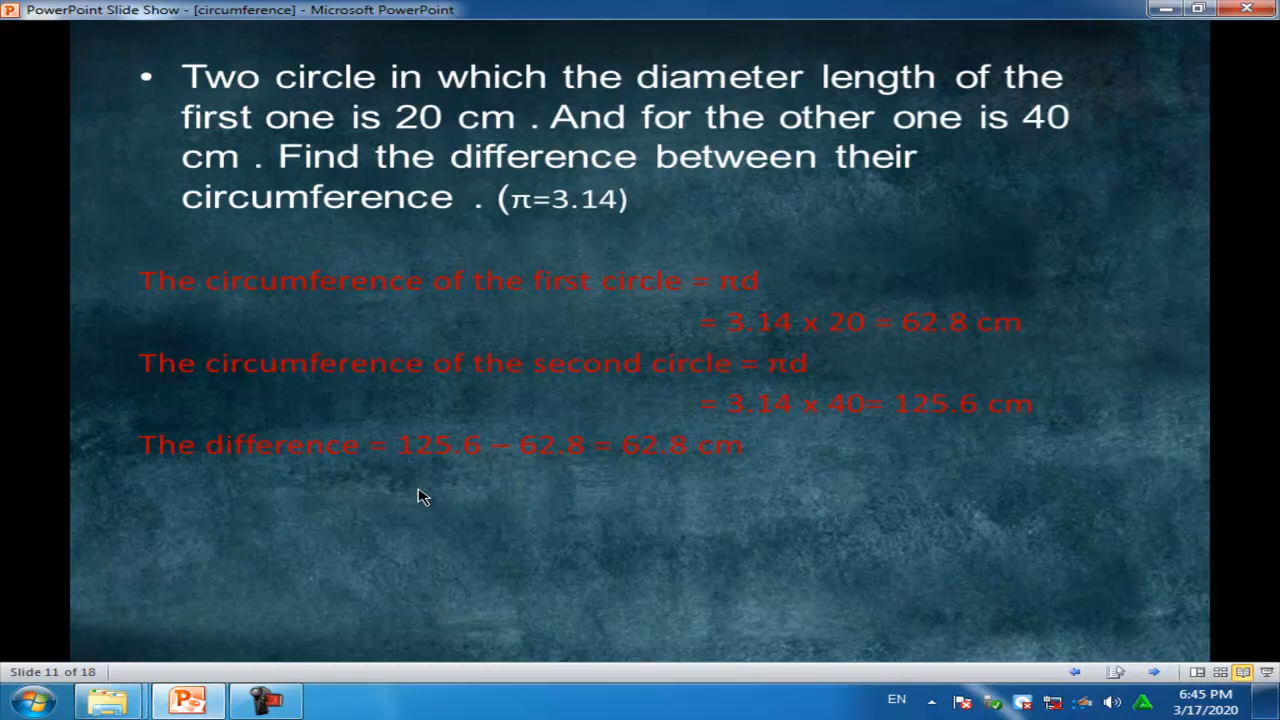 PowerPoint Slide Show - [circumference] - Microsoft PowerPoint
• Two circle in which the diameter length of the
first one is 20 cm . And for the other one is 40
cm . Find the difference between their
circumference . (π=3.14)
The circumference of the first circle = πd
= 3.14 x 20 = 62.8 cm
The circumference of the second circle = πd
= 3.14 x 40= 125.6 cm
The difference = 125.6 – 62.8 = 62.8 cm
Slide 11 of 18
EN
6:45 PM
3/17/2020